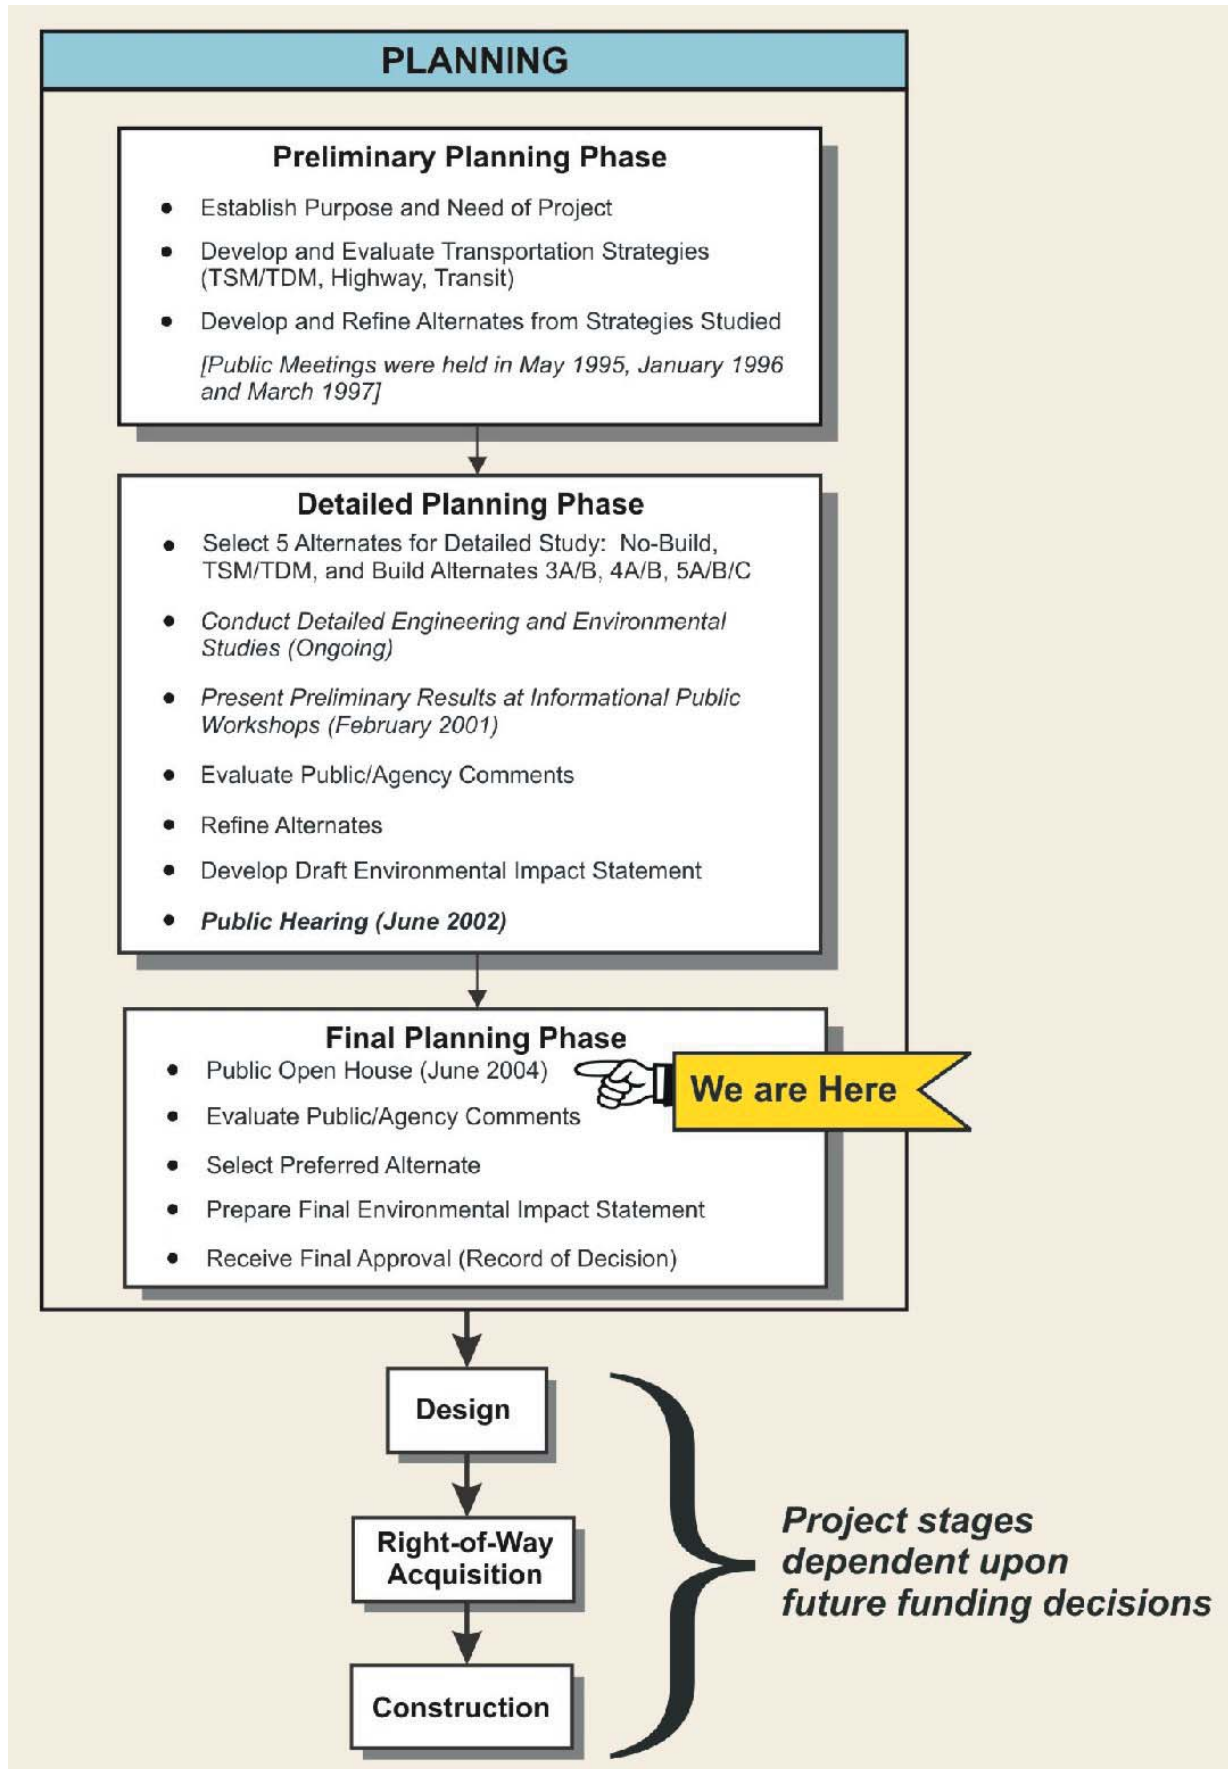 PLANNING
Preliminary Planning Phase
• Establish Purpose and Need of Project
• Develop and Evaluate Transportation Strategies
(TSM/TDM, Highway, Transit)
• Develop and Refine Alternates from Strategies Studied
[Public Meetings were held in May 1995, January 1996
and March 1997]
Detailed Planning Phase
• Select 5 Alternates for Detailed Study: No-Build,
TSM/TDM, and Build Alternates 3A/B, 4A/B, 5A/B/C
• Conduct Detailed Engineering and Environmental
Studies (Ongoing)
• Present Preliminary Results at Informational Public
Workshops (February 2001)
• Evaluate Public/Agency Comments
• Refine Alternates
• Develop Draft Environmental Impact Statement
• Public Hearing (June 2002)
Final Planning Phase
• Public Open House (June 2004)
We are Here
• Evaluate Public/Agency Comments
• Select Preferred Alternate
• Prepare Final Environmental Impact Statement
• Receive Final Approval (Record of Decision)
Design
Right-of-Way
Acquisition
Construction
Project stages
dependent upon
future funding decisions